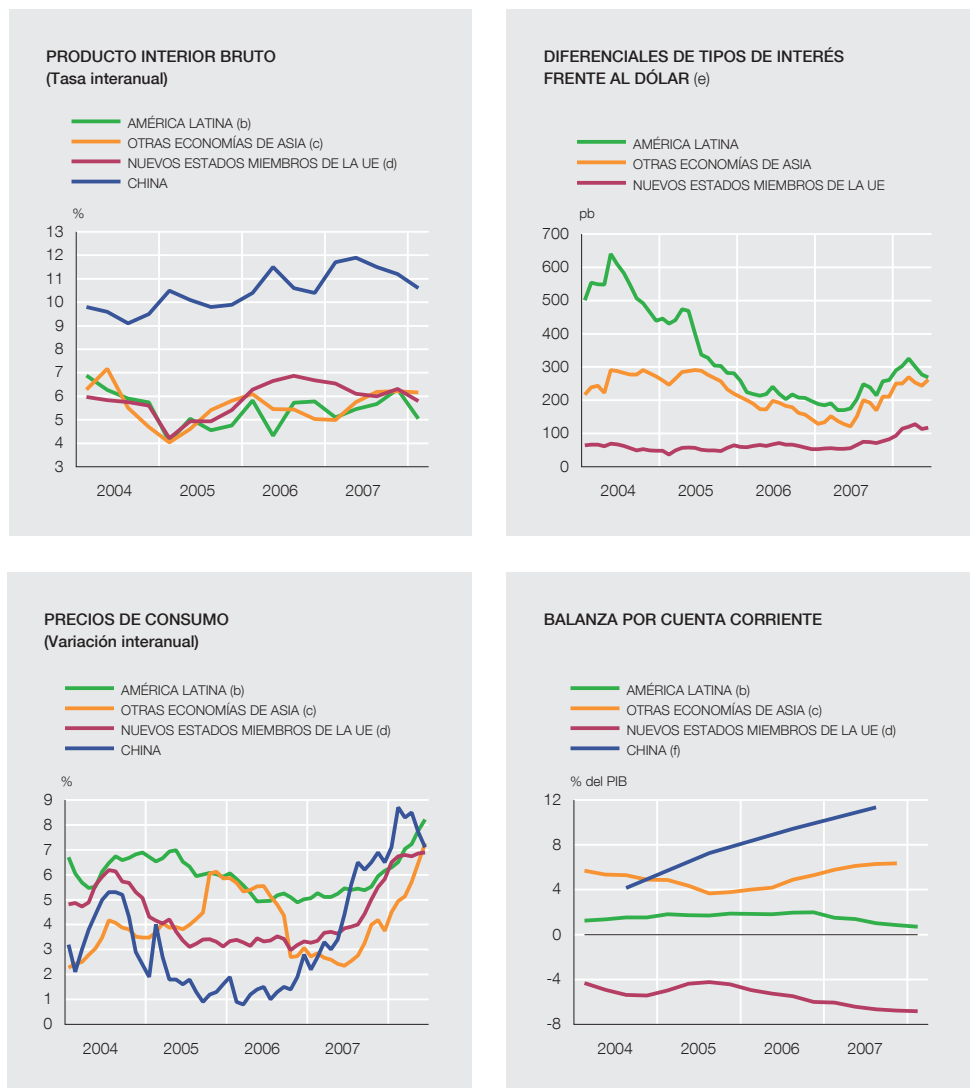 PRODUCTO INTERIOR BRUTO
(Tasa interanual)
AMÉRICA LATINA (b)
OTRAS ECONOMÍAS DE ASIA (c)
NUEVOS ESTADOS MIEMBROS DE LA UE (d)
CHINA
%
13
12
11
10
9
8
7
6
5
4
3
2004 2005 2006 2007
DIFERENCIALES DE TIPOS DE INTERÉS
FRENTE AL DÓLAR (e)
AMÉRICA LATINA
OTRAS ECONOMÍAS DE ASIA
NUEVOS ESTADOS MIEMBROS DE LA UE
pb
700
600
500
400
300
200
100
0
2004 2005 2006 2007
PRECIOS DE CONSUMO
(Variación interanual)
AMÉRICA LATINA (b)
OTRAS ECONOMÍAS DE ASIA (c)
NUEVOS ESTADOS MIEMBROS DE LA UE (d)
CHINA
%
9
8
7
6
5
4
3
2
1
0
2004 2005 2006 2007
BALANZA POR CUENTA CORRIENTE
AMÉRICA LATINA (b)
OTRAS ECONOMÍAS DE ASIA (c)
NUEVOS ESTADOS MIEMBROS DE LA UE (d)
CHINA (f)
% del PIB
12
8
4
0
-4
-8
2004 2005 2006 2007